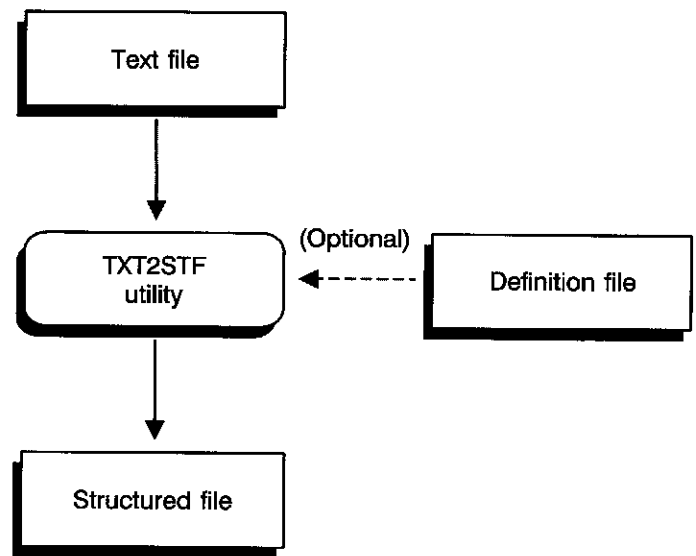 Text file
TXT2STF
utility
(Optional)
Definition file
Structured file